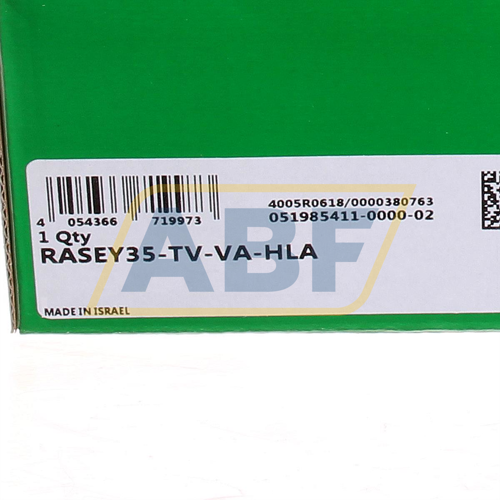 4 054366 719973
4005R0618/0000380763
051985411-0000-02
1 Qty
RASEY35-TV-VA-HLA
ABF
MADE IN ISRAEL